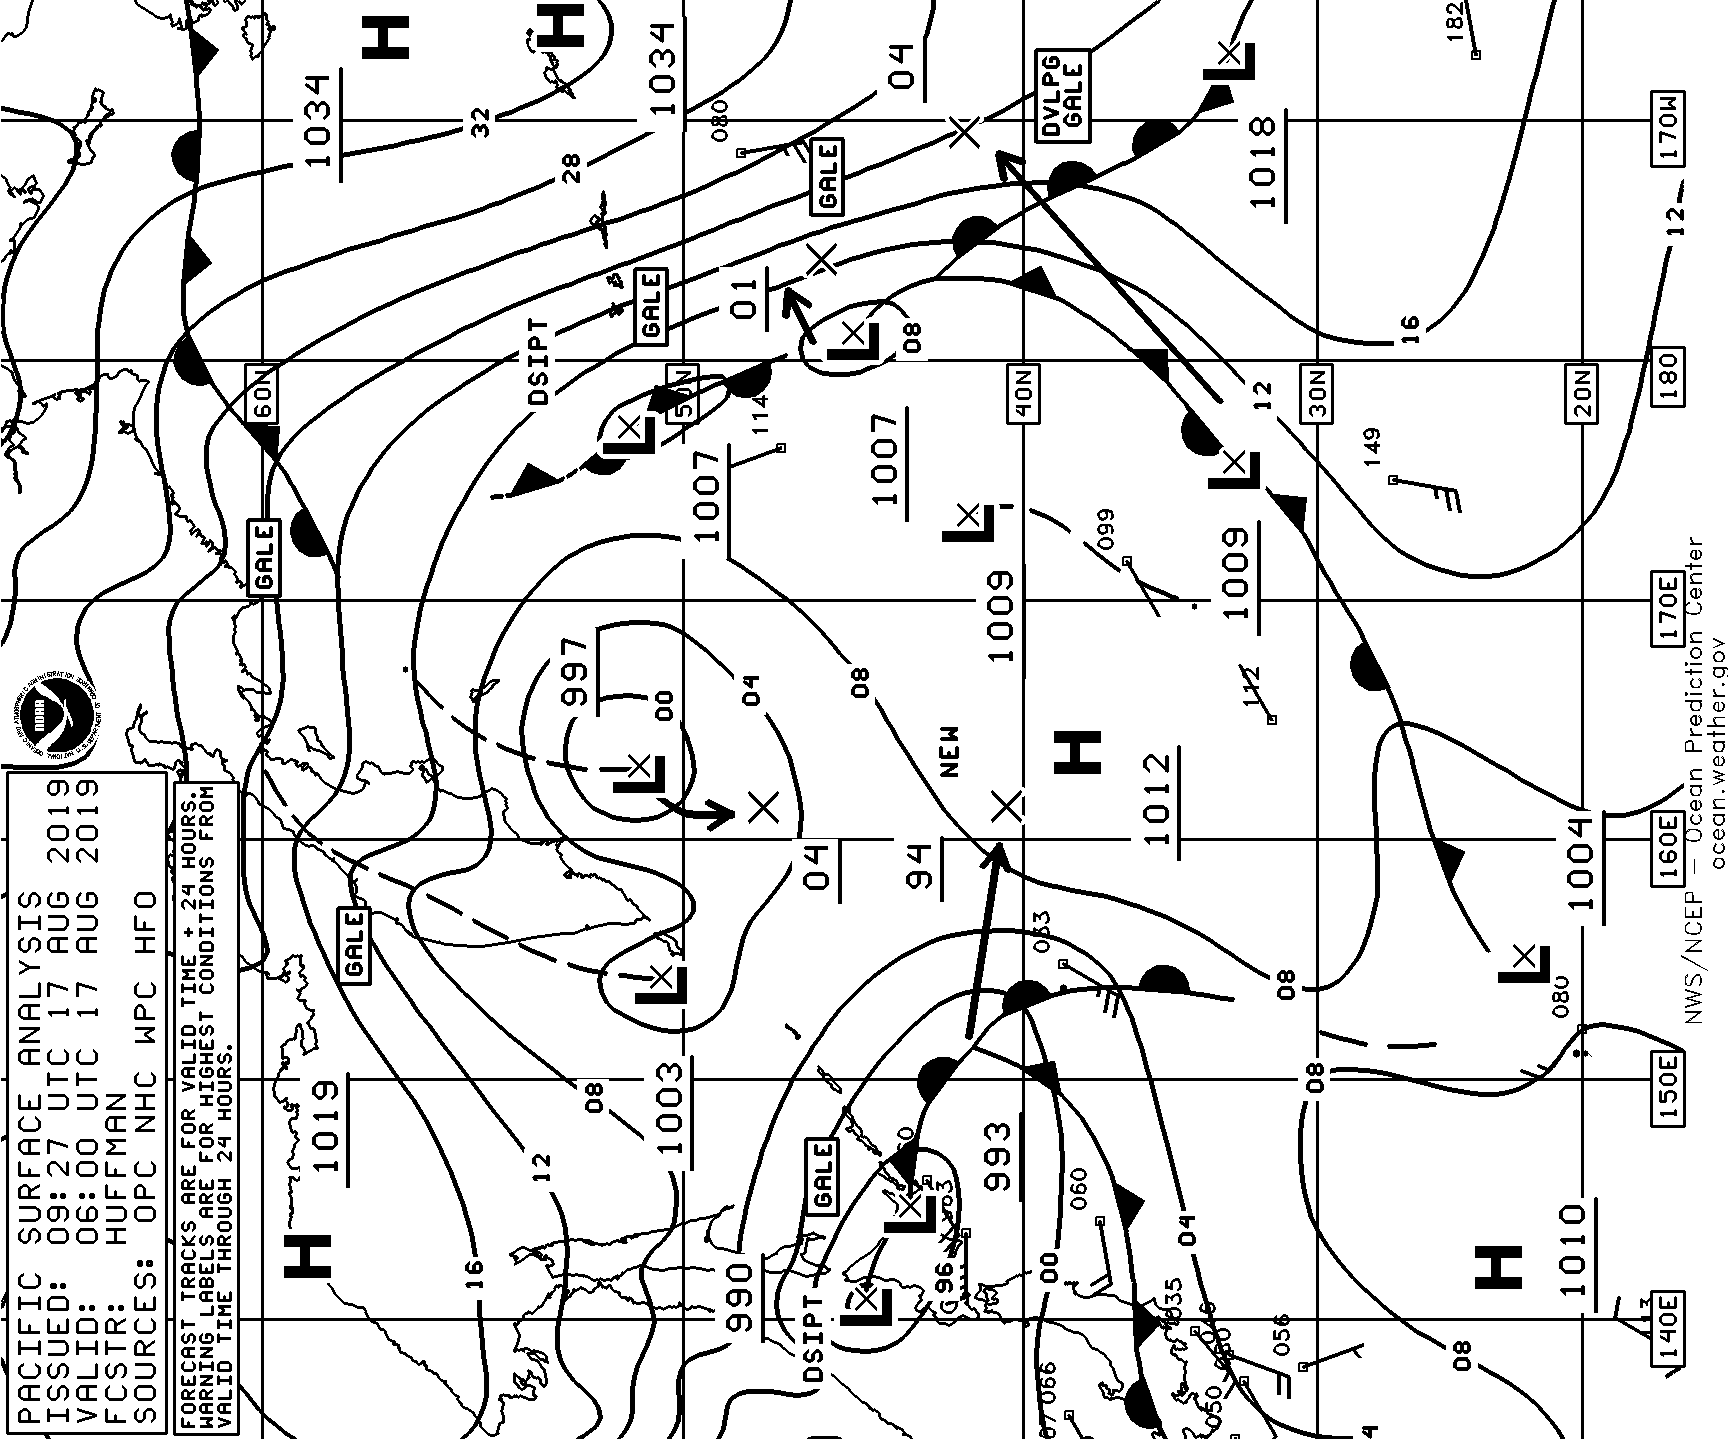 PACIFIC SURFACE ANALYSIS
ISSUED: 09:27 UTC 17 AUG 2019
VALID: 06:00 UTC 17 AUG 2019
FCSTR: HUFFMAN
SOURCES: OPC NHC WPC HFO
FORECAST TRACKS ARE FOR VALID TIME + 24 HOURS.
WARNING LABELS ARE FOR HIGHEST CONDITIONS FROM
VALID TIME THROUGH 24 HOURS.
NOAA
H
1034
H
1034
32
28
080
04
GALE
DVLPG
GALE
L
1018
182
170W
12
01
GALE
DSIPT
L
08
16
60N
50N
40N
30N
20N
180
12
L
114
1007
1007
L
L
1009
149
099
1009
GALE
170E
997
00
04
08
L
NEW
1009
H
1012
112
04
94
160E
1004
L
080
GALE
L
033
08
H
1019
08
12
16
1003
150E
08
GALE
L
993
060
04
00
990
DSIPT
L
G96
035
056
050
066
H
1010
140E
08
NWS/NCEP – Ocean Prediction Center
ocean.weather.gov